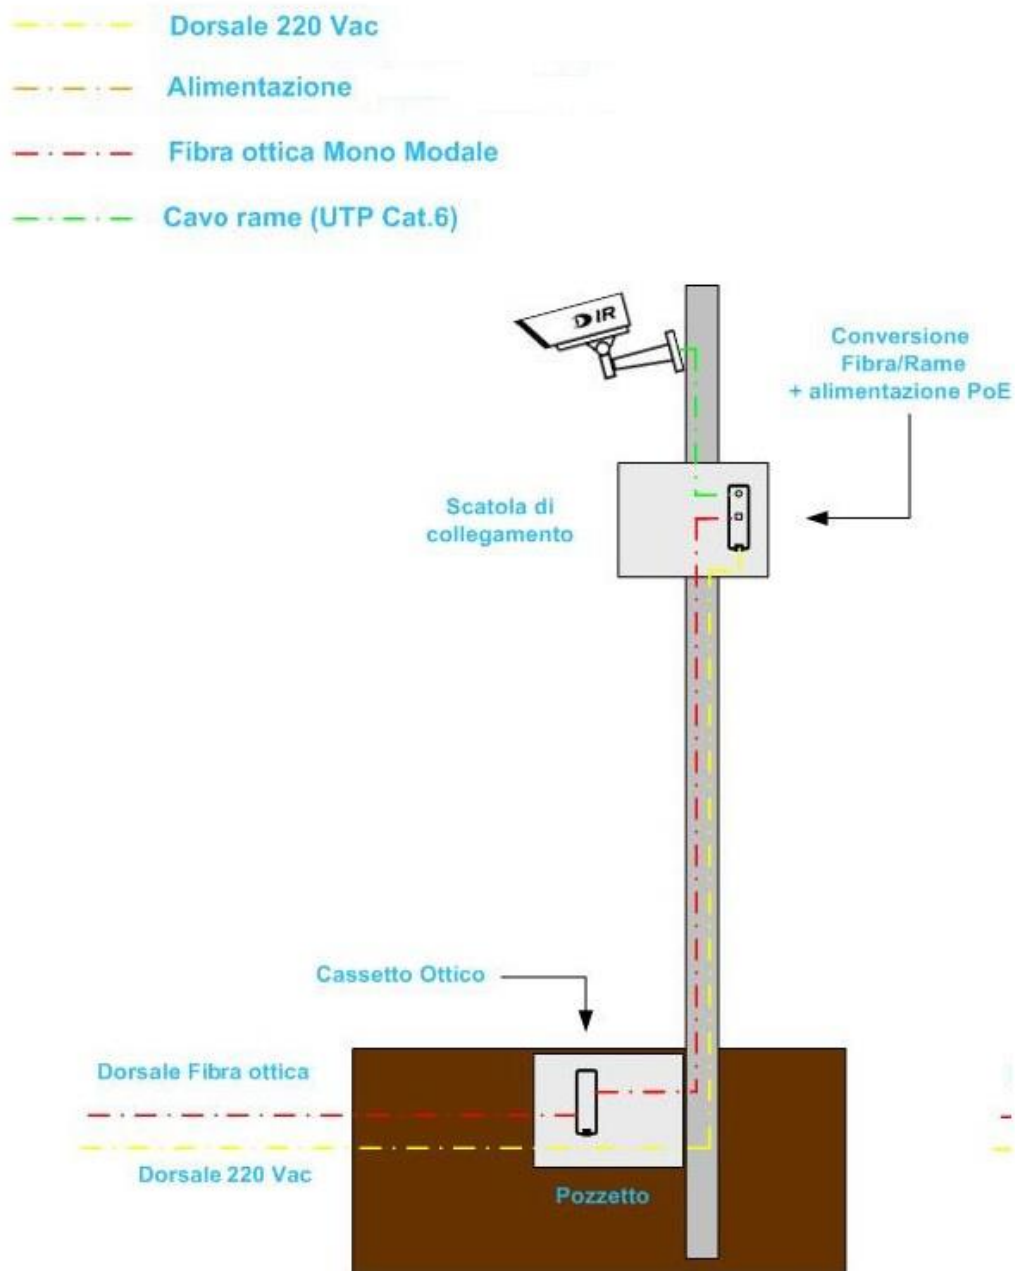 Dorsale 220 Vac
Alimentazione
Fibra ottica Mono Modale
Cavo rame (UTP Cat.6)
IR
Conversione
Fibra/Rame
+ alimentazione PoE
Scatola di
collegamento
Cassetto Ottico
Dorsale Fibra ottica
Dorsale 220 Vac
Pozzetto